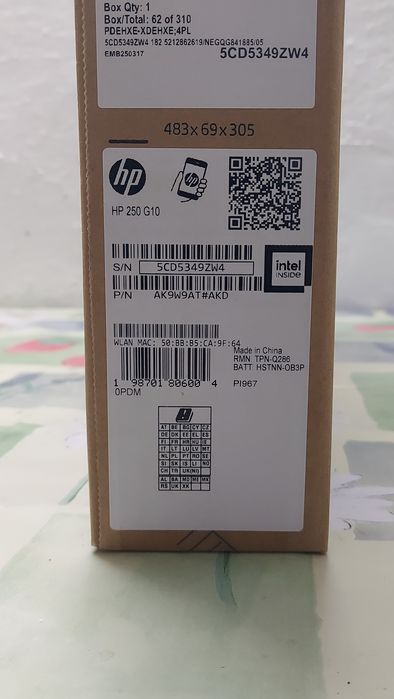 Box Qty: 1
Box/Total: 62 of 310
PDEHXE-XDEHXE;4PL
5CD5349ZW4 182 5212862619/NEGQG841885/05
EMB250317 5CD5349ZW4
483x69x305
hp
HP 250 G10
S/N 5CD5349ZW4
intel
INSIDE
P/N AK9W9AT#AKD
WLAN MAC: 50:BB:B5:CA:9F:64
Made in China
RMN TPN-Q286
BATT HSTNN-OB3P
1 98701 80600 4 PI967
0PDM
AT BE BG CY CZ
DE DK EE EL ES
FI FR HR HU IE
IT LT LU LV MT
NL PL PT RO SE
SI SK IS LI NO
CH TR UK(NI)
AL BA MD ME MK
RS UK XK